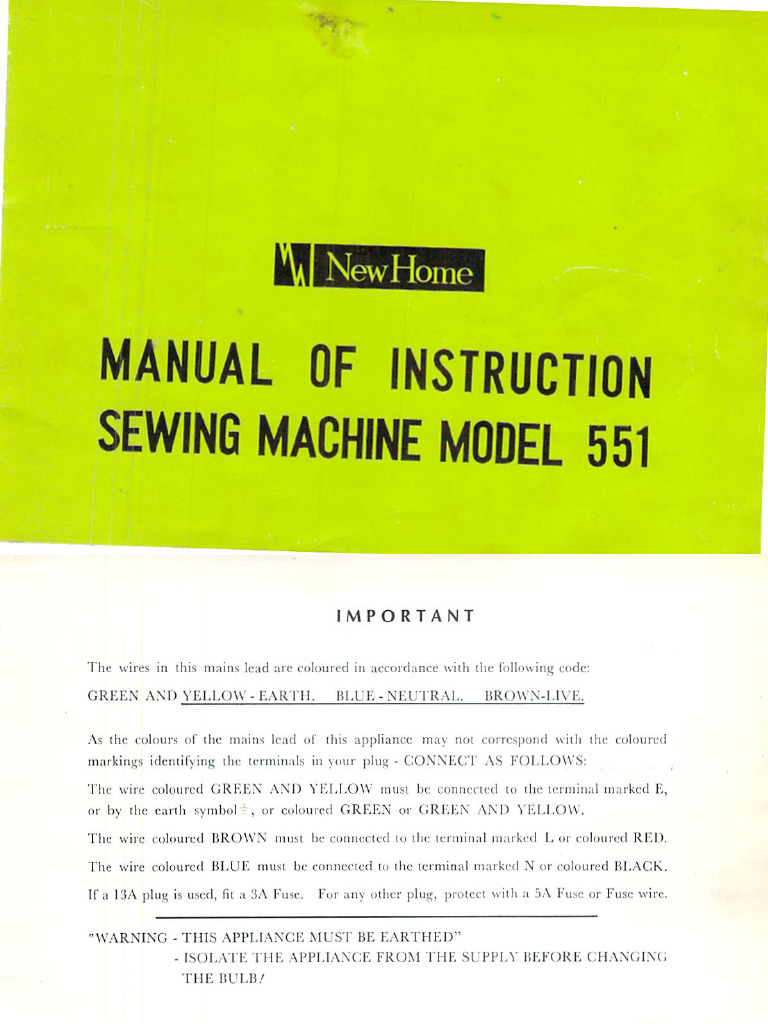 New Home
MANUAL OF INSTRUCTION
SEWING MACHINE MODEL 551
IMPORTANT
The wires in this mains lead are coloured in accordance with the following code:
GREEN AND YELLOW - EARTH. BLUE - NEUTRAL. BROWN-LIVE.
As the colours of the mains lead of this appliance may not correspond with the coloured
markings identifying the terminals in your plug - CONNECT AS FOLLOWS:
The wire coloured GREEN AND YELLOW must be connected to the terminal marked E,
or by the earth symbol ⏚, or coloured GREEN or GREEN AND YELLOW.
The wire coloured BROWN must be connected to the terminal marked L or coloured RED.
The wire coloured BLUE must be connected to the terminal marked N or coloured BLACK.
If a 13A plug is used, fit a 3A Fuse. For any other plug, protect with a 5A Fuse or Fuse wire.
"WARNING - THIS APPLIANCE MUST BE EARTHED"
- ISOLATE THE APPLIANCE FROM THE SUPPLY BEFORE CHANGING
THE BULB!